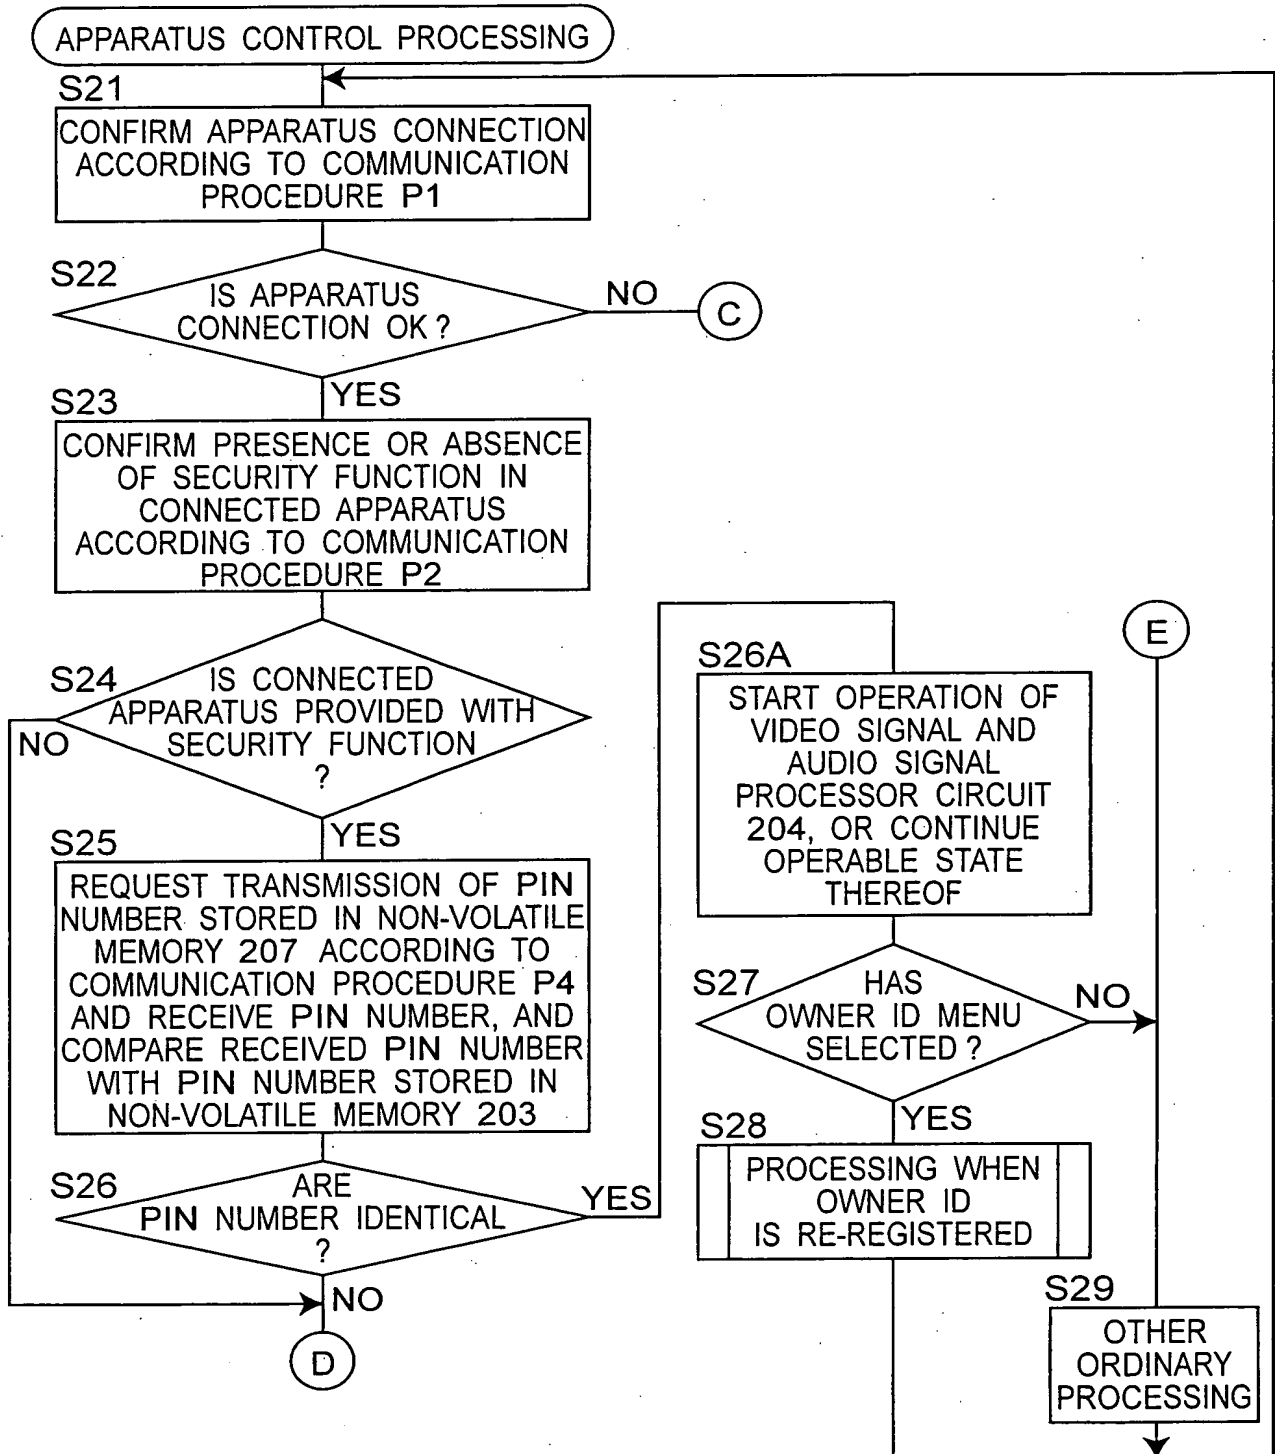 APPARATUS CONTROL PROCESSING
S21
CONFIRM APPARATUS CONNECTION
ACCORDING TO COMMUNICATION
PROCEDURE P1
S22
IS APPARATUS
CONNECTION OK?
NO
C
YES
S23
CONFIRM PRESENCE OR ABSENCE
OF SECURITY FUNCTION IN
CONNECTED APPARATUS
ACCORDING TO COMMUNICATION
PROCEDURE P2
S24
IS CONNECTED
APPARATUS PROVIDED WITH
SECURITY FUNCTION
?
NO
YES
S25
REQUEST TRANSMISSION OF PIN
NUMBER STORED IN NON-VOLATILE
MEMORY 207 ACCORDING TO
COMMUNICATION PROCEDURE P4
AND RECEIVE PIN NUMBER, AND
COMPARE RECEIVED PIN NUMBER
WITH PIN NUMBER STORED IN
NON-VOLATILE MEMORY 203
S26
ARE
PIN NUMBER IDENTICAL
?
YES
NO
D
S26A
START OPERATION OF
VIDEO SIGNAL AND
AUDIO SIGNAL
PROCESSOR CIRCUIT
204, OR CONTINUE
OPERABLE STATE
THEREOF
S27
HAS
OWNER ID MENU
SELECTED?
NO
YES
S28
PROCESSING WHEN
OWNER ID
IS RE-REGISTERED
E
S29
OTHER
ORDINARY
PROCESSING